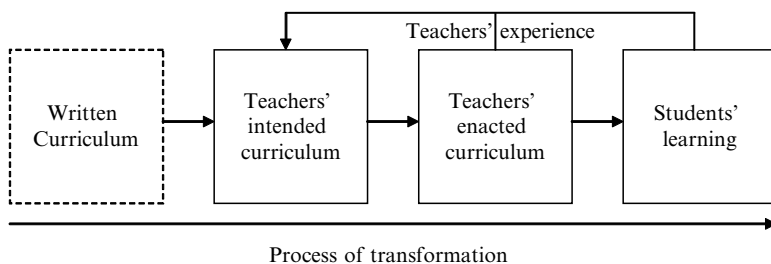 Teachers' experience
Written
Curriculum
Teachers'
intended
curriculum
Teachers'
enacted
curriculum
Students'
learning
Process of transformation